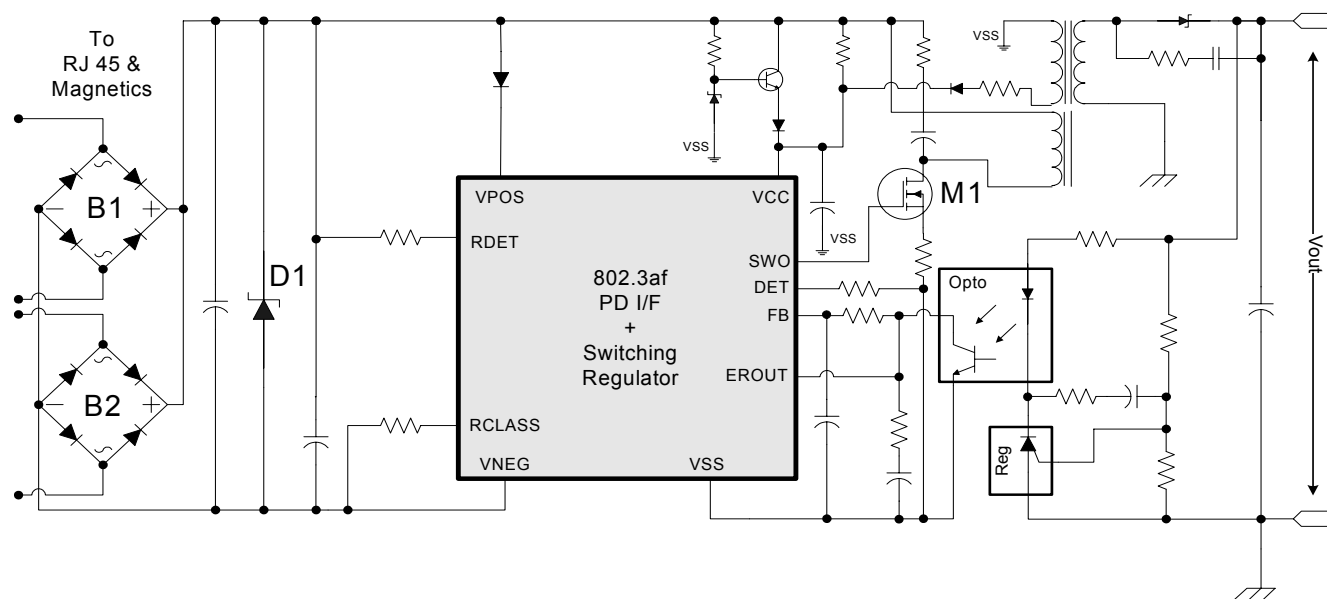 To
RJ 45 &
Magnetics
VSS
VSS
VSS
B1
B2
D1
M1
VPOS
VCC
RDET
SWO
DET
FB
EROUT
RCLASS
VNEG
VSS
802.3af
PD I/F
+
Switching
Regulator
Opto
Reg
Vout